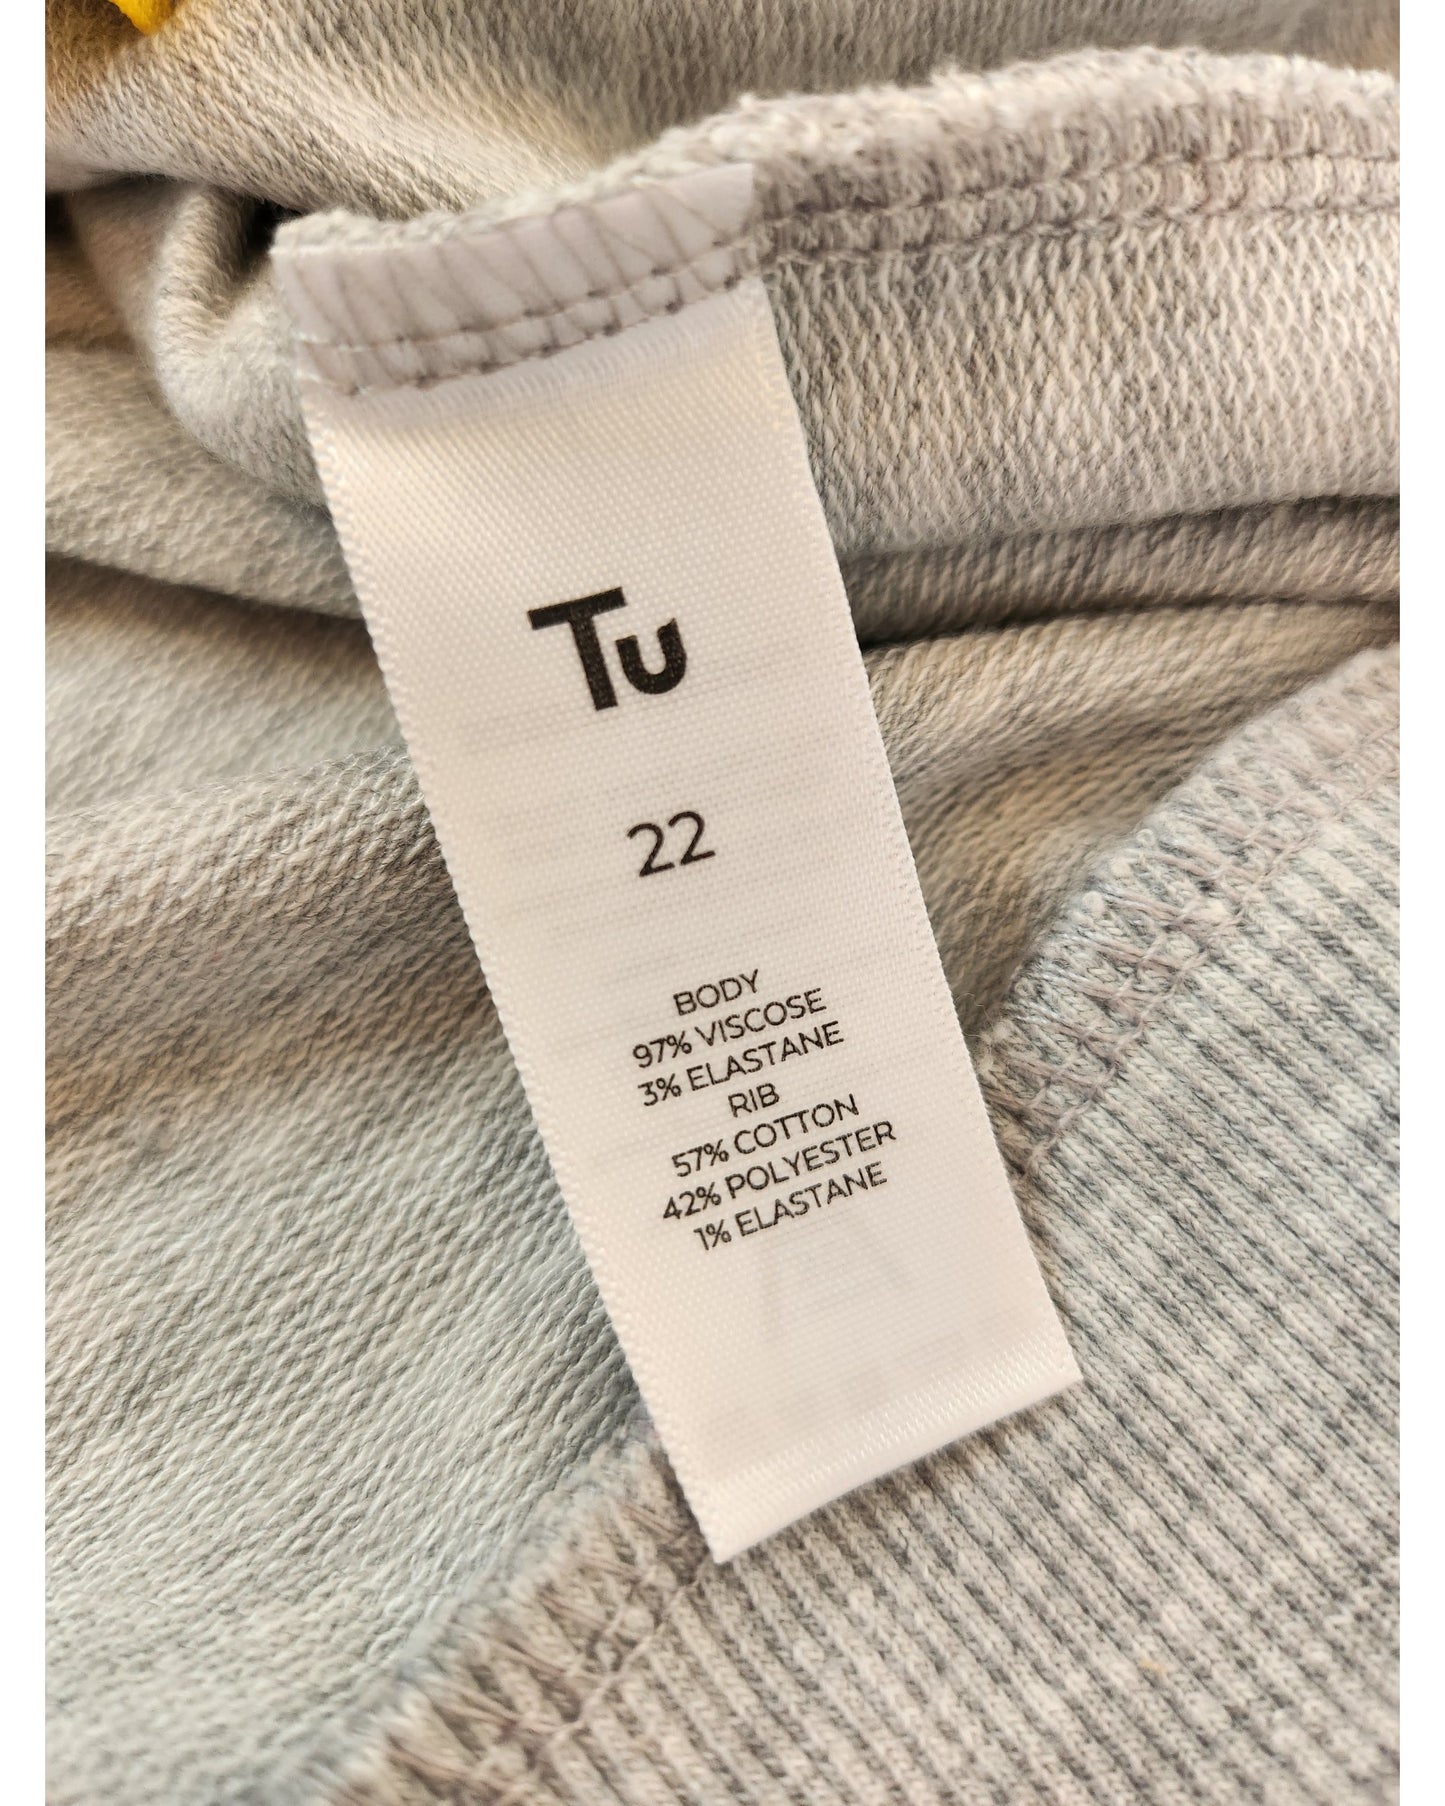 Tu
22
BODY
97% VISCOSE
3% ELASTANE
RIB
57% COTTON
42% POLYESTER
1% ELASTANE